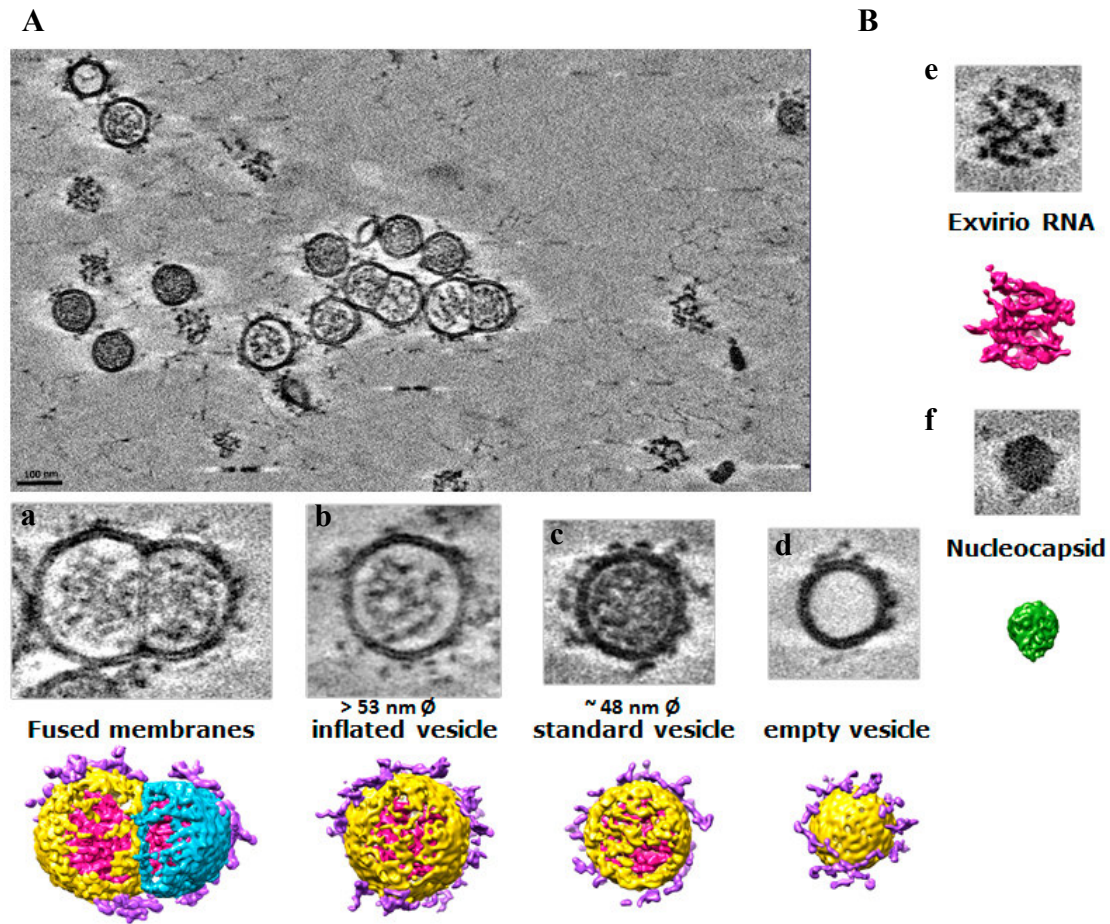 A
B
100 nm
e
Exvirio RNA
f
Nucleocapsid
a
b
c
d
> 53 nm Ø
~ 48 nm Ø
Fused membranes
inflated vesicle
standard vesicle
empty vesicle